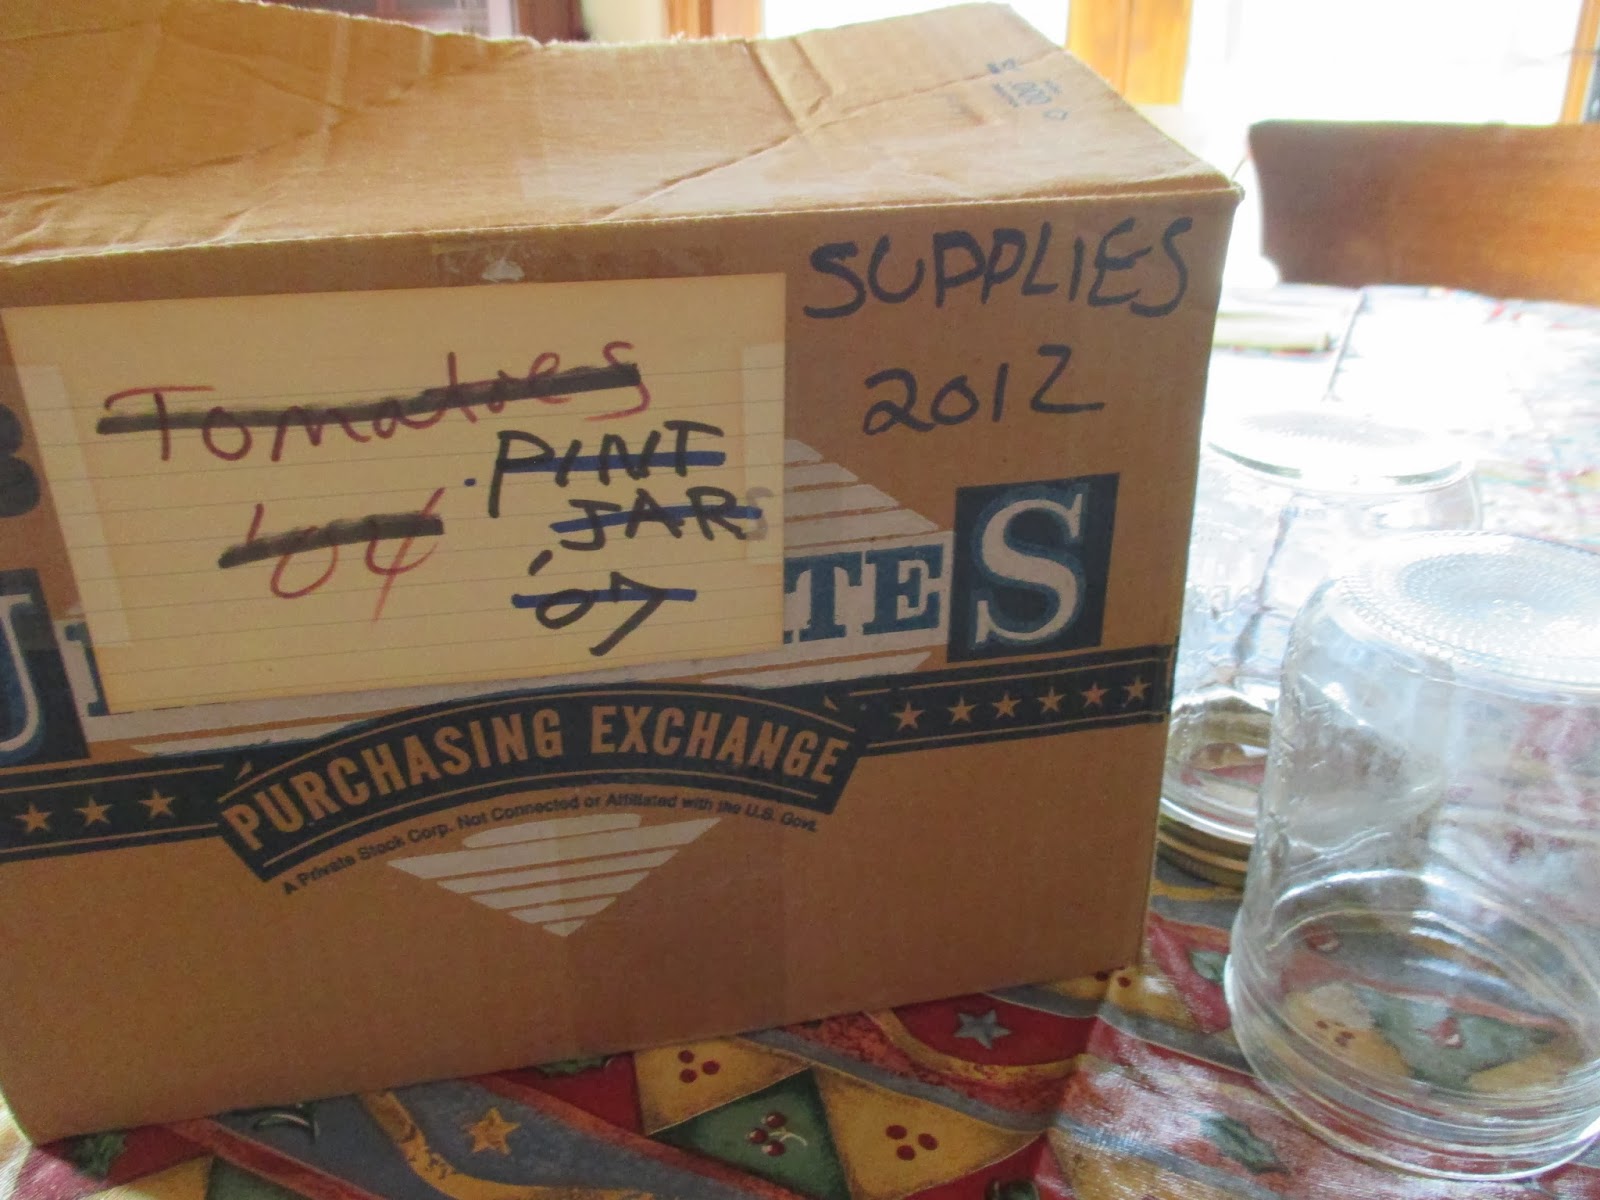 SUPPLIES
2012
Tomatoes
'04
PINT
JARS
'07
TES
PURCHASING EXCHANGE
A Private Stock Corp. Not Connected or Affiliated with the U.S. Govt.